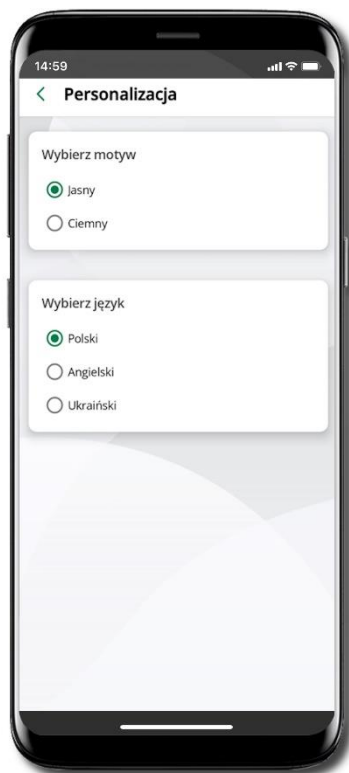 14:59
Personalizacja
Wybierz motyw
Jasny
Ciemny
Wybierz język
Polski
Angielski
Ukraiński